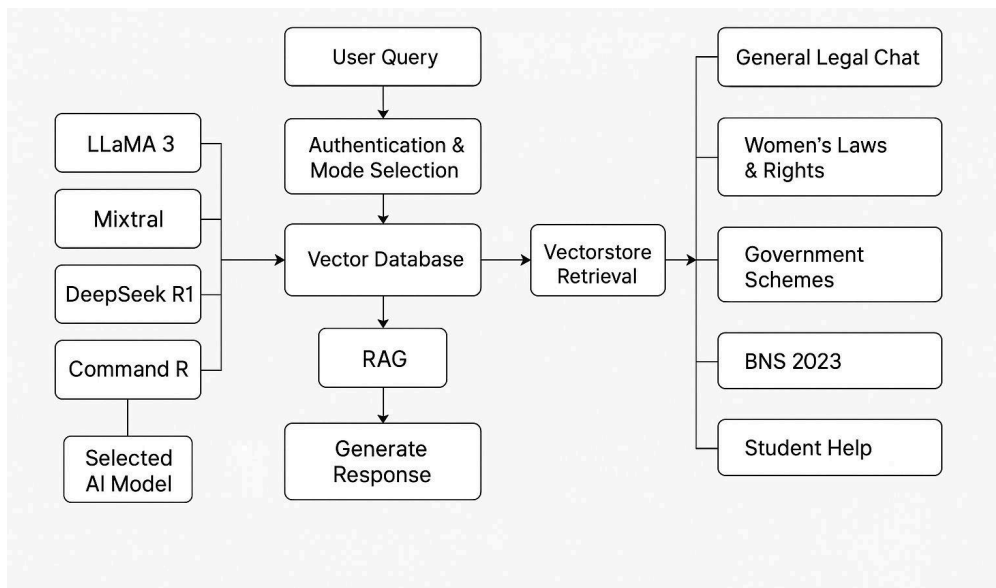 User Query
Authentication &
Mode Selection
Vector Database
RAG
Generate
Response
LLaMA 3
Mixtral
DeepSeek R1
Command R
Selected
AI Model
Vectorstore
Retrieval
General Legal Chat
Women's Laws
& Rights
Government
Schemes
BNS 2023
Student Help